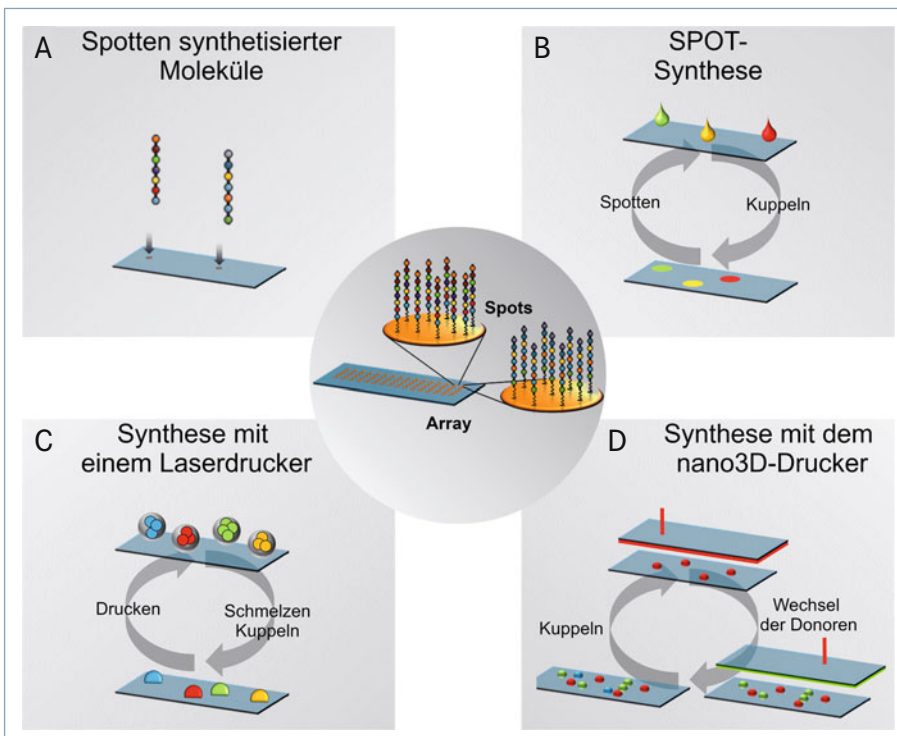 A
Spotten synthetisierter
Moleküle
B
SPOT-
Synthese
Spotten
Kuppeln
Spots
Array
C
Synthese mit
einem Laserdrucker
Drucken
Schmelzen
Kuppeln
D
Synthese mit dem
nano3D-Drucker
Kuppeln
Wechsel
der Donoren